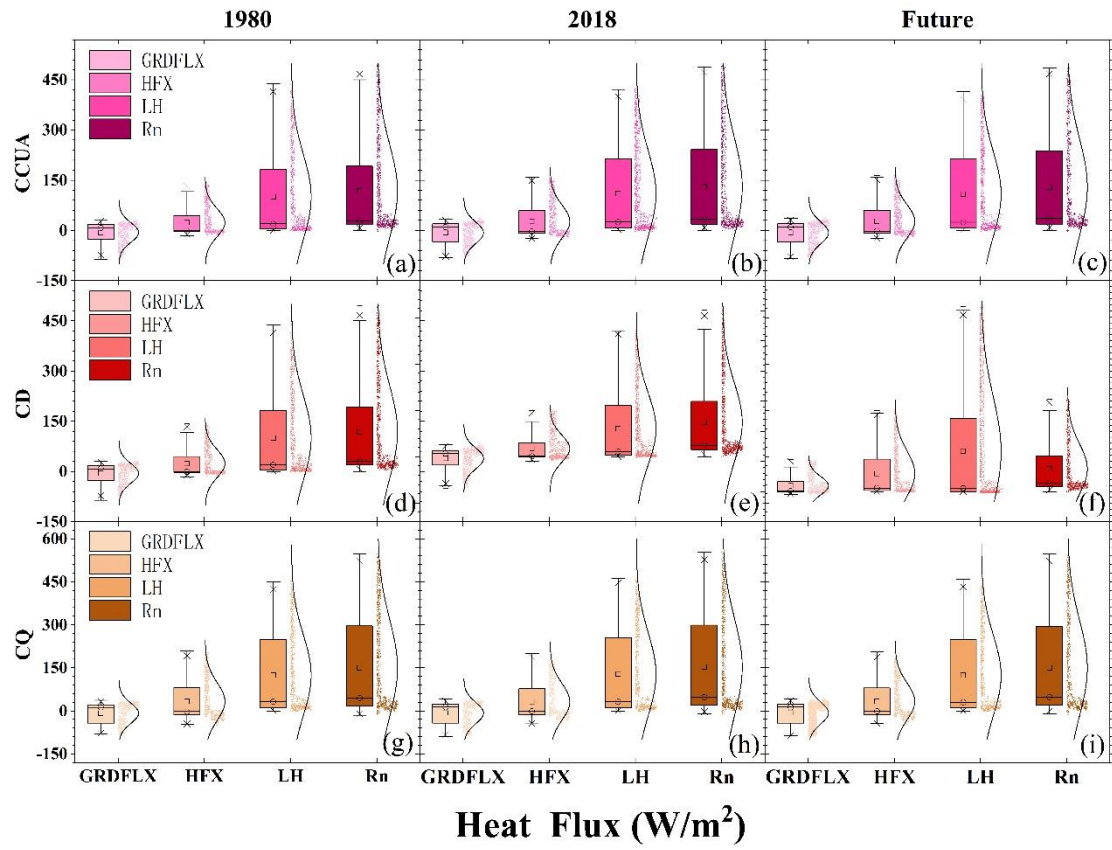 1980 2018 Future
CCUA
GRDFLX
HFX
LH
Rn
450
300
150
0
-150
(a) (b) (c)
CD
GRDFLX
HFX
LH
Rn
450
300
150
0
-150
(d) (e) (f)
CQ
GRDFLX
HFX
LH
Rn
600
450
300
150
0
-150
(g) (h) (i)
GRDFLX HFX LH Rn GRDFLX HFX LH Rn GRDFLX HFX LH Rn
Heat Flux (W/m²)